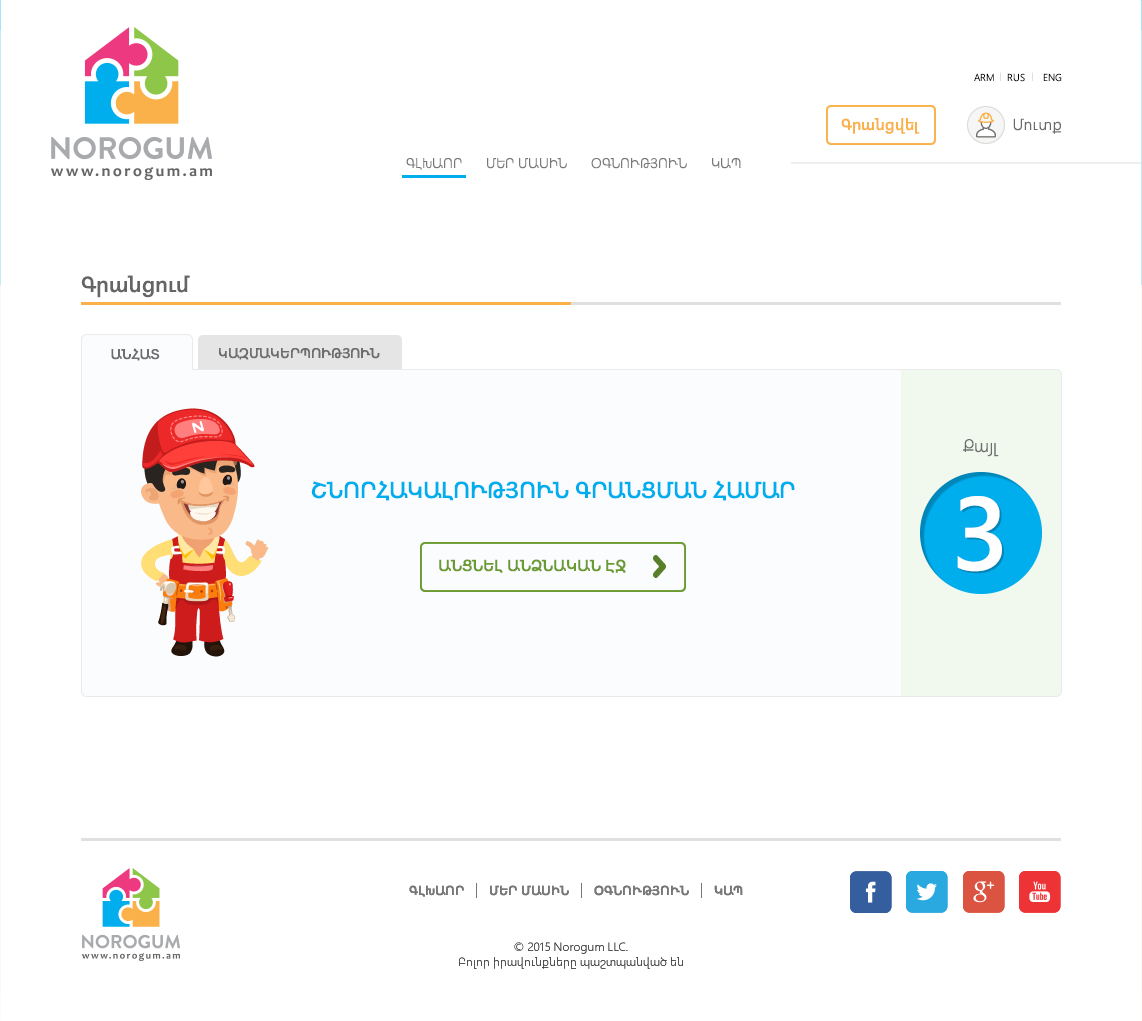 ARM RUS ENG
Գրանցվել Մուտք
NOROGUM
www.norogum.am
ԳԼԽԱՈՐ ՄԵՐ ՄԱՍԻՆ ՕԳՆՈՒԹՅՈՒՆ ԿԱՊ
Գրանցում
ԱՆՀԱՏ ԿԱԶՄԱԿԵՐՊՈՒԹՅՈՒՆ
N
Քայլ
ՇՆՈՐՀԱԿԱԼՈՒԹՅՈՒՆ ԳՐԱՆՑՄԱՆ ՀԱՄԱՐ
3
ԱՆՑՆԵԼ ԱՆՁՆԱԿԱՆ ԷՋ
ԳԼԽԱՈՐ ՄԵՐ ՄԱՍԻՆ ՕԳՆՈՒԹՅՈՒՆ ԿԱՊ
f g+ You Tube
NOROGUM
www.norogum.am
© 2015 Norogum LLC.
Բոլոր իրավունքները պաշտպանված են